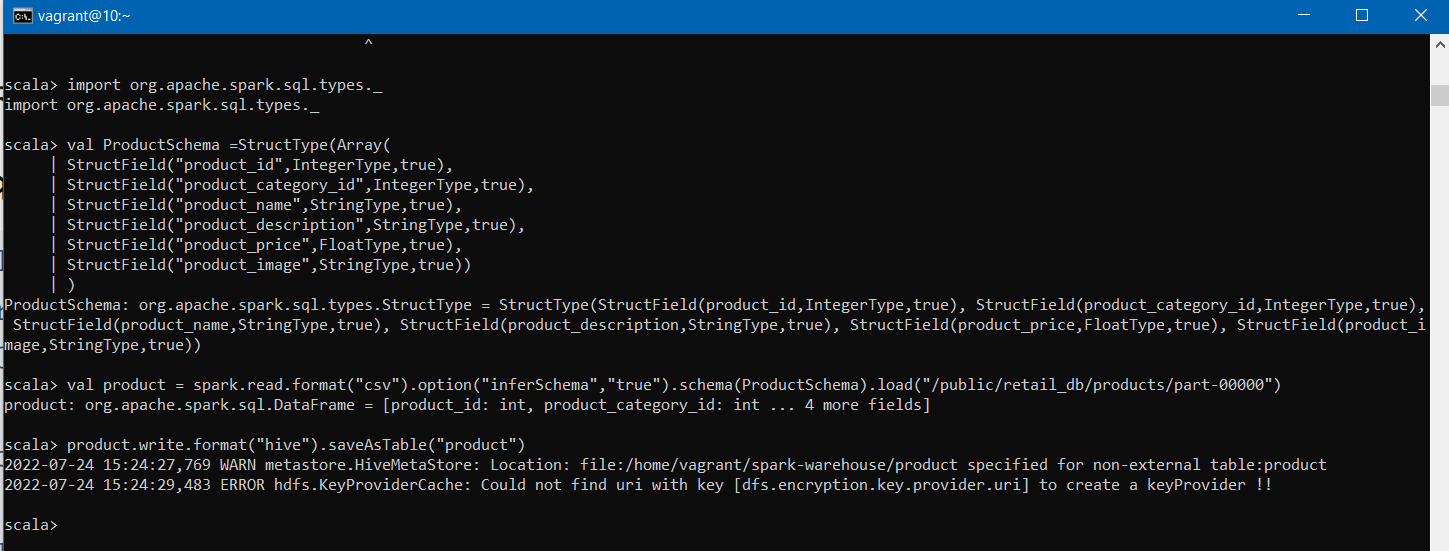 vagrant@10:~
^
scala> import org.apache.spark.sql.types._
import org.apache.spark.sql.types._
scala> val ProductSchema =StructType(Array(
| StructField("product_id",IntegerType,true),
| StructField("product_category_id",IntegerType,true),
| StructField("product_name",StringType,true),
| StructField("product_description",StringType,true),
| StructField("product_price",FloatType,true),
| StructField("product_image",StringType,true))
| )
ProductSchema: org.apache.spark.sql.types.StructType = StructType(StructField(product_id,IntegerType,true), StructField(product_category_id,IntegerType,true),
StructField(product_name,StringType,true), StructField(product_description,StringType,true), StructField(product_price,FloatType,true), StructField(product_i
mage,StringType,true))
scala> val product = spark.read.format("csv").option("inferSchema","true").schema(ProductSchema).load("/public/retail_db/products/part-00000")
product: org.apache.spark.sql.DataFrame = [product_id: int, product_category_id: int ... 4 more fields]
scala> product.write.format("hive").saveAsTable("product")
2022-07-24 15:24:27,769 WARN metastore.HiveMetaStore: Location: file:/home/vagrant/spark-warehouse/product specified for non-external table:product
2022-07-24 15:24:29,483 ERROR hdfs.KeyProviderCache: Could not find uri with key [dfs.encryption.key.provider.uri] to create a keyProvider !!
scala>